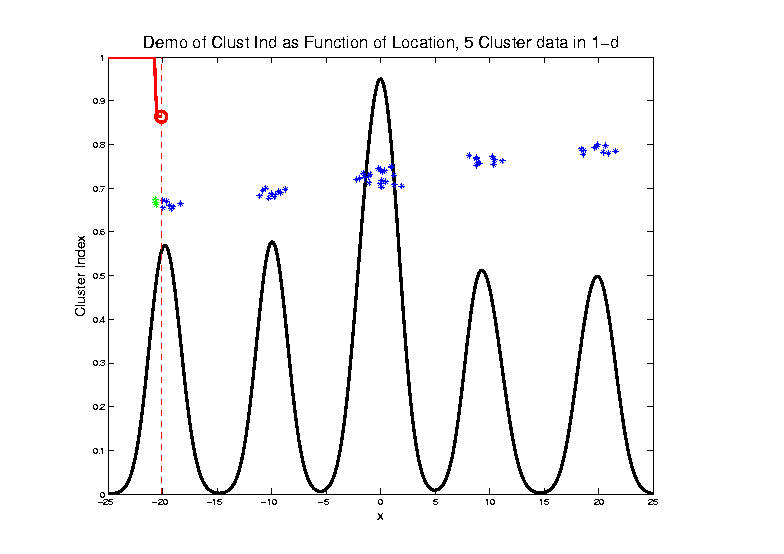 Demo of Clust Ind as Function of Location, 5 Cluster data in 1-d
1
0.9
0.8
0.7
0.6
0.5
0.4
0.3
0.2
0.1
0
Cluster Index
-25 -20 -15 -10 -5 0 5 10 15 20 25
x